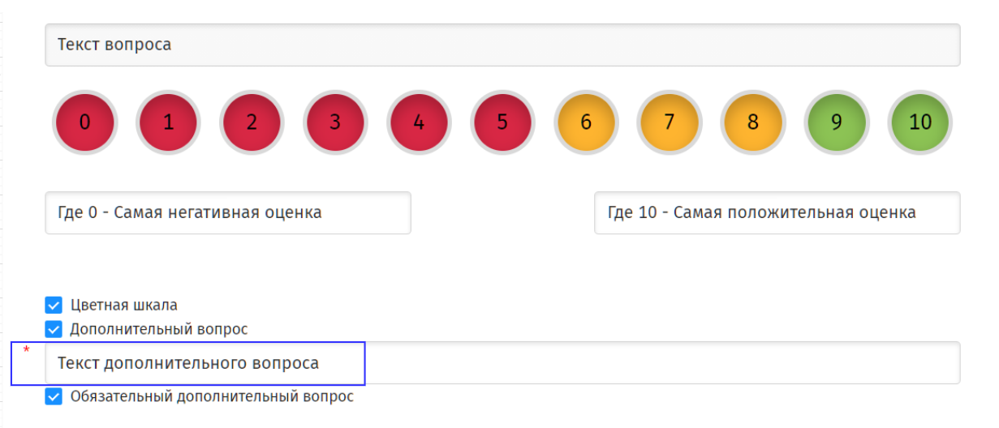 Текст вопроса
0 1 2 3 4 5 6 7 8 9 10
Где 0 - Самая негативная оценка
Где 10 - Самая положительная оценка
Цветная шкала
Дополнительный вопрос
* Текст дополнительного вопроса
Обязательный дополнительный вопрос